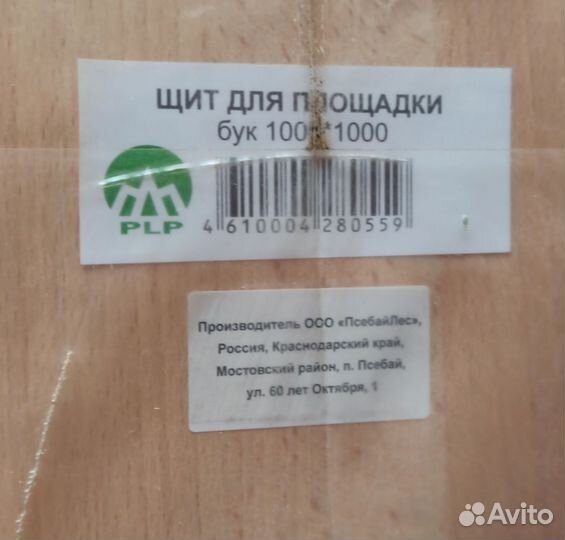 ЩИТ ДЛЯ ПЛОЩАДКИ
бук 1000*1000
PLP
4 610004 280559
Производитель ООО «ПсебайЛес»,
Россия, Краснодарский край,
Мостовский район, п. Псебай,
ул. 60 лет Октября, 1
Avito